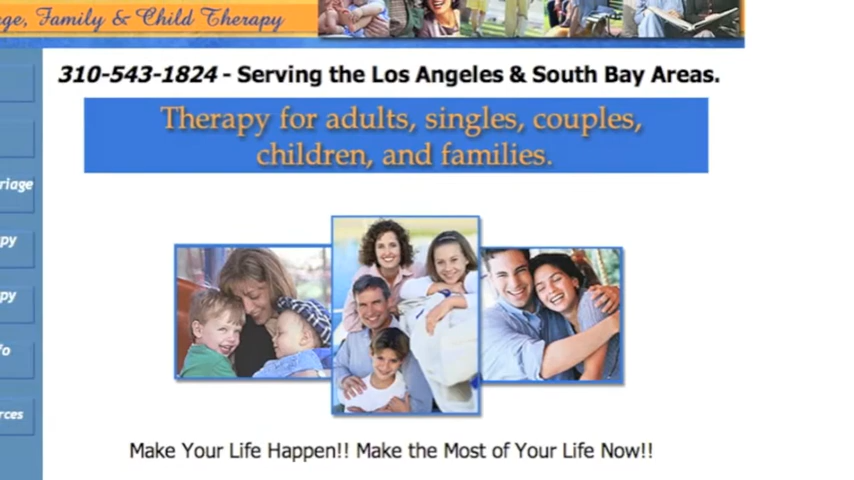 ge, Family & Child Therapy
310-543-1824 - Serving the Los Angeles & South Bay Areas.
Therapy for adults, singles, couples,
children, and families.
riage
py
py
fo
rces
Make Your Life Happen!! Make the Most of Your Life Now!!